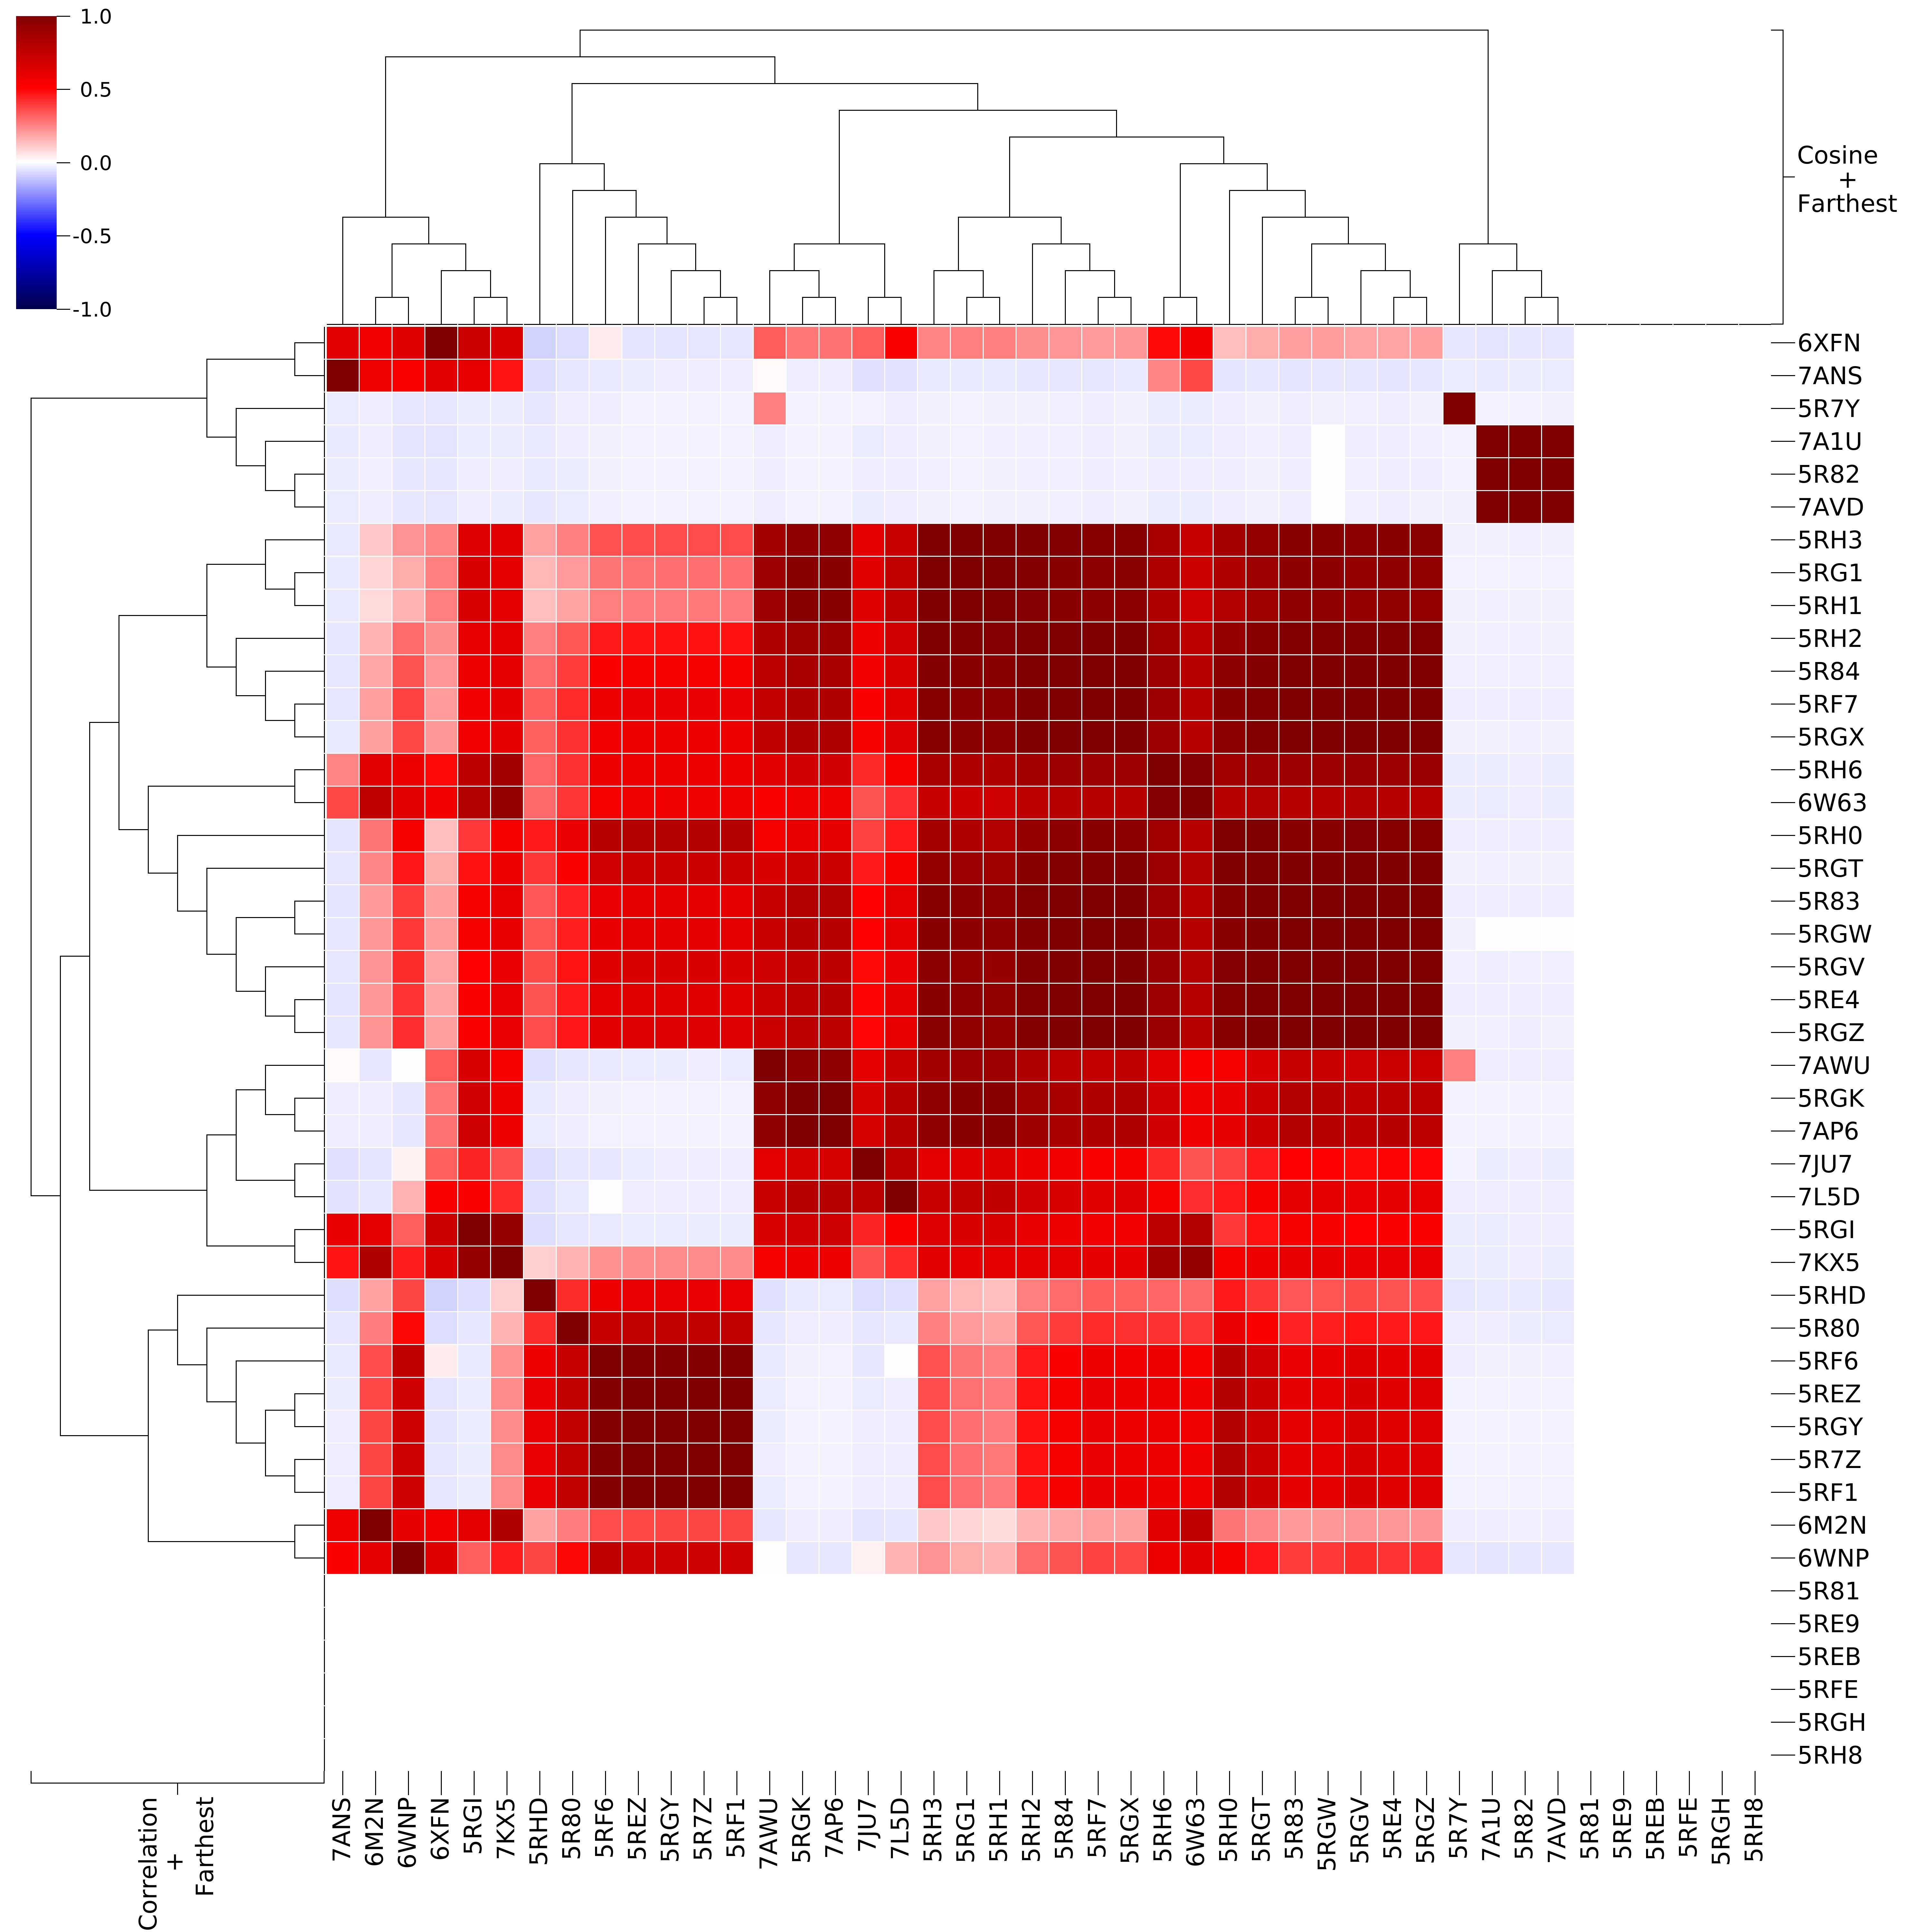 1.0
0.5
0.0
-0.5
-1.0
Cosine
+
Farthest
6XFN
7ANS
5R7Y
7A1U
5R82
7AVD
5RH3
5RG1
5RH1
5RH2
5R84
5RF7
5RGX
5RH6
6W63
5RH0
5RGT
5R83
5RGW
5RGV
5RE4
5RGZ
7AWU
5RGK
7AP6
7JU7
7L5D
5RGI
7KX5
5RHD
5R80
5RF6
5REZ
5RGY
5R7Z
5RF1
6M2N
6WNP
5R81
5RE9
5REB
5RFE
5RGH
5RH8
Correlation
+
Farthest
7ANS
6M2N
6WNP
6XFN
5RGI
7KX5
5RHD
5R80
5RF6
5REZ
5RGY
5R7Z
5RF1
7AWU
5RGK
7AP6
7JU7
7L5D
5RH3
5RG1
5RH1
5RH2
5R84
5RF7
5RGX
5RH6
6W63
5RH0
5RGT
5R83
5RGW
5RGV
5RE4
5RGZ
5R7Y
7A1U
5R82
7AVD
5R81
5RE9
5REB
5RFE
5RGH
5RH8